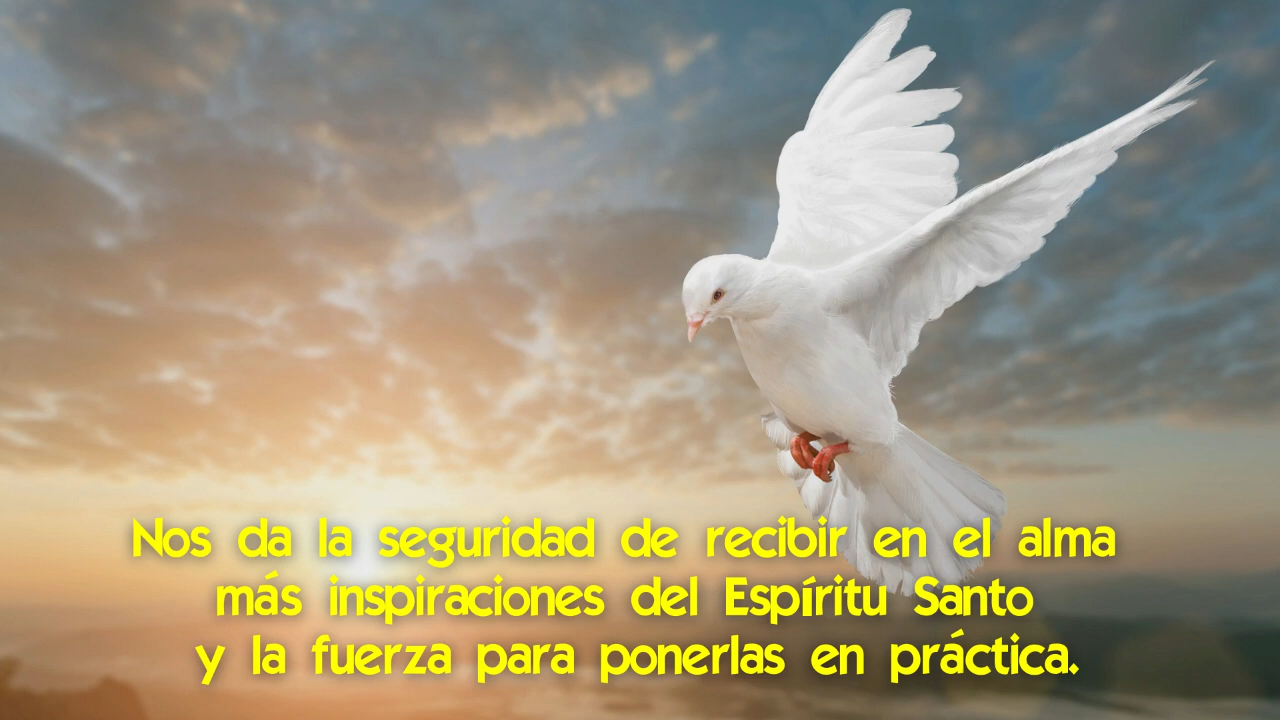 Nos da la seguridad de recibir en el alma
más inspiraciones del Espíritu Santo
y la fuerza para ponerlas en práctica.